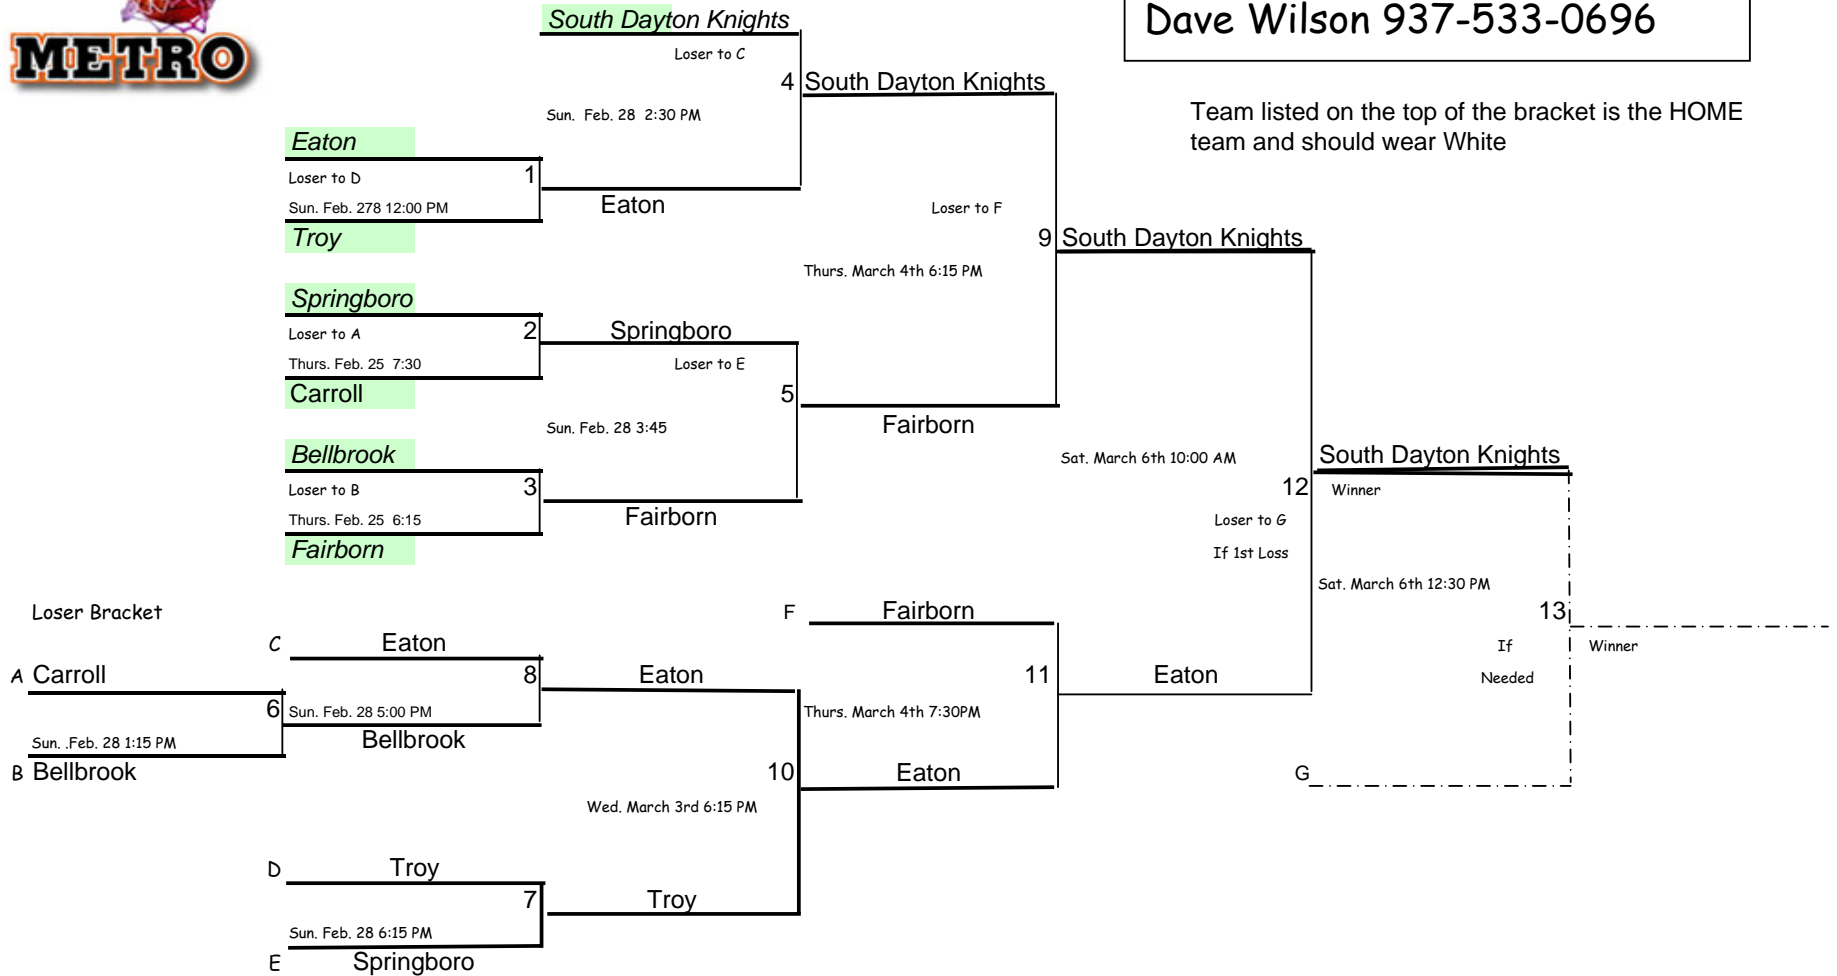 METRO
South Dayton Knights
Dave Wilson 937-533-0696
Loser to C
4 South Dayton Knights
Sun.  Feb. 28  2:30 PM
Team listed on the top of the bracket is the HOME
team and should wear White
Eaton
Loser to D
1
Sun. Feb. 278 12:00 PM
Eaton
Troy
Loser to F
9 South Dayton Knights
Thurs. March 4th 6:15 PM
Springboro
Loser to A
2
Springboro
Thurs. Feb. 25  7:30
Loser to E
Carroll
5
Sun. Feb. 28 3:45
Fairborn
Bellbrook
Loser to B
3
Thurs. Feb. 25  6:15
Fairborn
Fairborn
Sat. March 6th 10:00 AM
South Dayton Knights
12
Winner
Loser to G
If 1st Loss
Sat. March 6th 12:30 PM
13
If
Needed
Winner
Loser Bracket
F
Fairborn
C
Eaton
A Carroll
8
Eaton
11
Eaton
6
Sun. Feb. 28 5:00 PM
Thurs. March 4th 7:30PM
Sun. .Feb. 28 1:15 PM
Bellbrook
B Bellbrook
10
Eaton
G
Wed. March 3rd 6:15 PM
D
Troy
7
Troy
Sun. Feb. 28 6:15 PM
E
Springboro